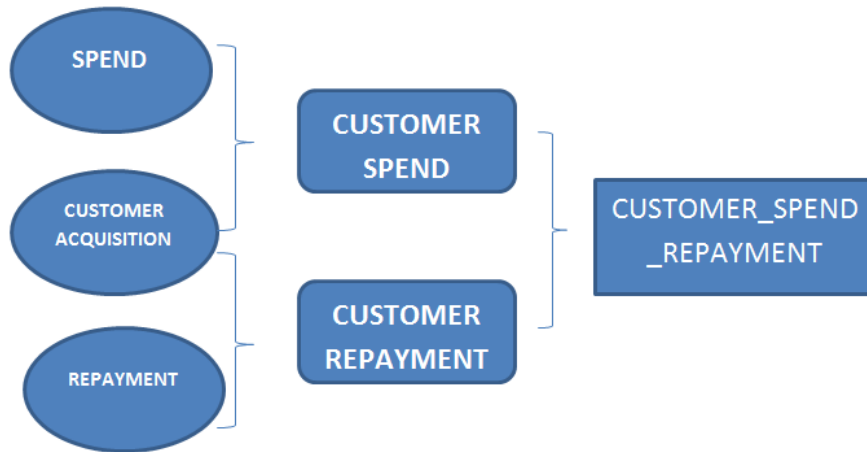 SPEND
CUSTOMER
ACQUISITION
REPAYMENT
CUSTOMER
SPEND
CUSTOMER
REPAYMENT
CUSTOMER_SPEND
_REPAYMENT